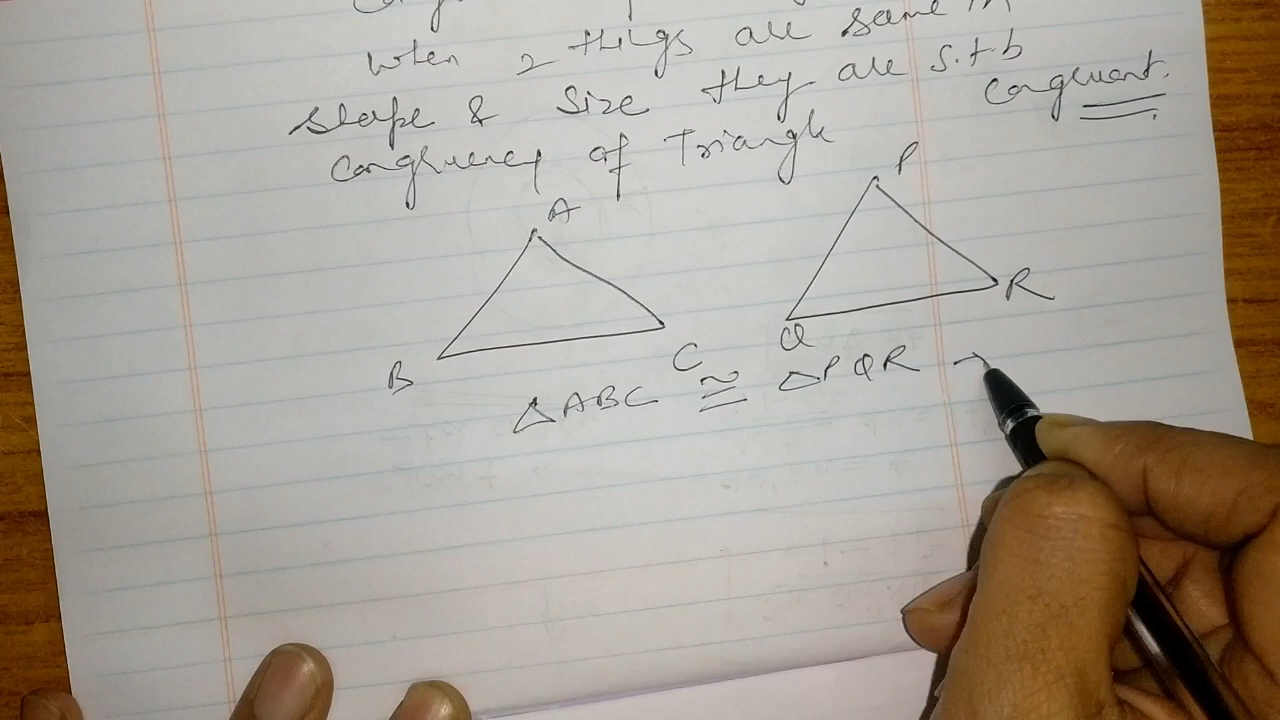 when 2 things are same in
shape & size they are s.t.b
congruent.
congruency of Triangle
A
P
B
C
Q
R
△ABC ≅ △PQR →